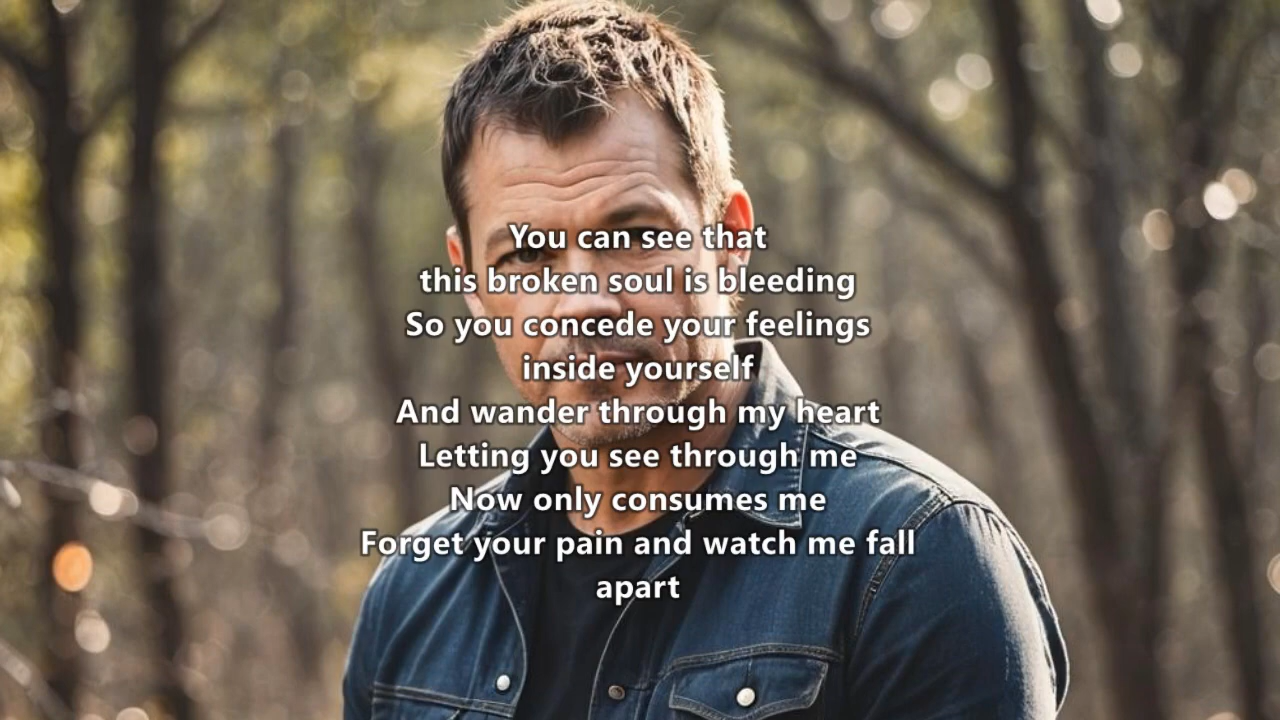 You can see that
this broken soul is bleeding
So you concede your feelings
inside yourself
And wander through my heart
Letting you see through me
Now only consumes me
Forget your pain and watch me fall
apart